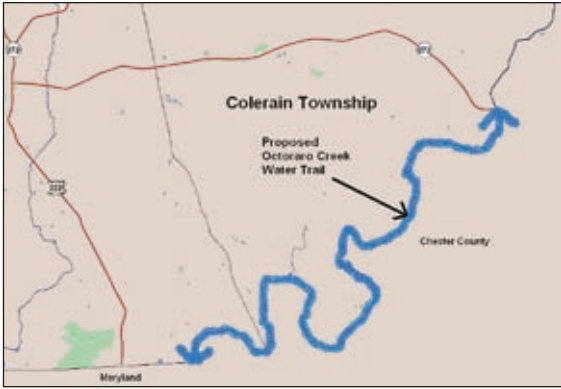 Colerain Township
Proposed
Octoraro Creek
Water Trail
Chester County
Maryland